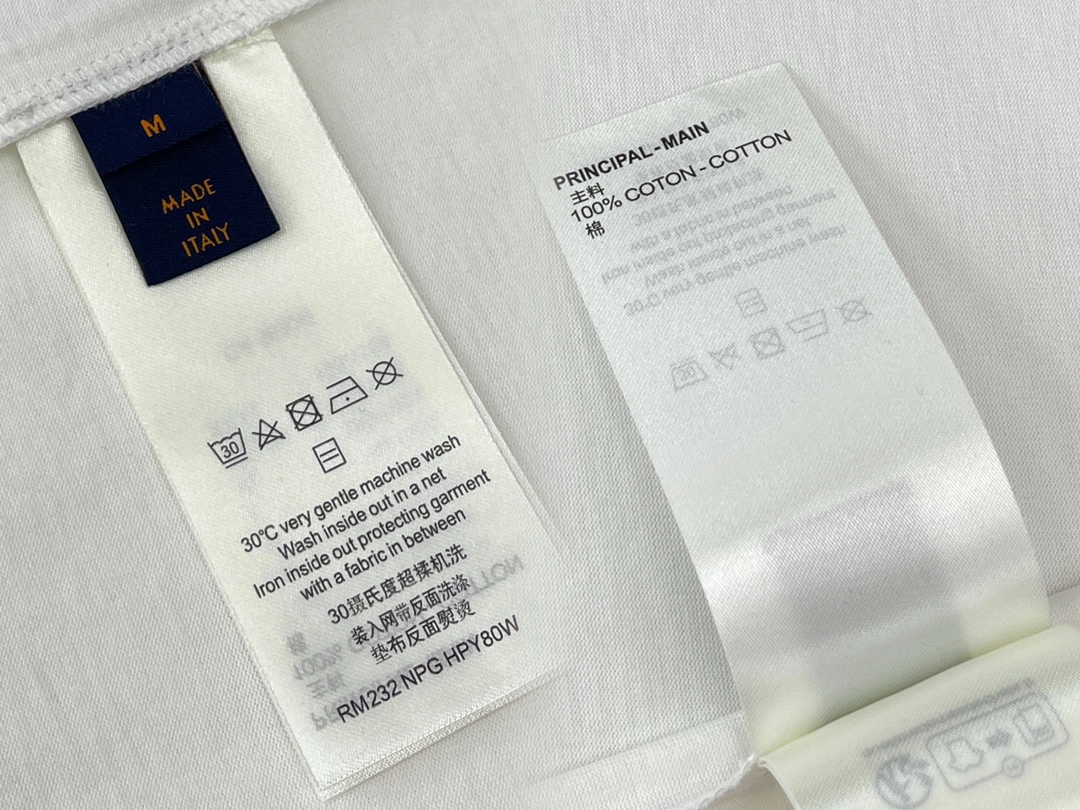 M
MADE
IN
ITALY
30
30°C very gentle machine wash
Wash inside out in a net
Iron inside out protecting garment
with a fabric in between
30摄氏度超揉机洗
装入网带反面洗涤
垫布反面熨烫
RM232 NPG HPY80W
PRINCIPAL-MAIN
主料
100% COTON-COTTON
棉